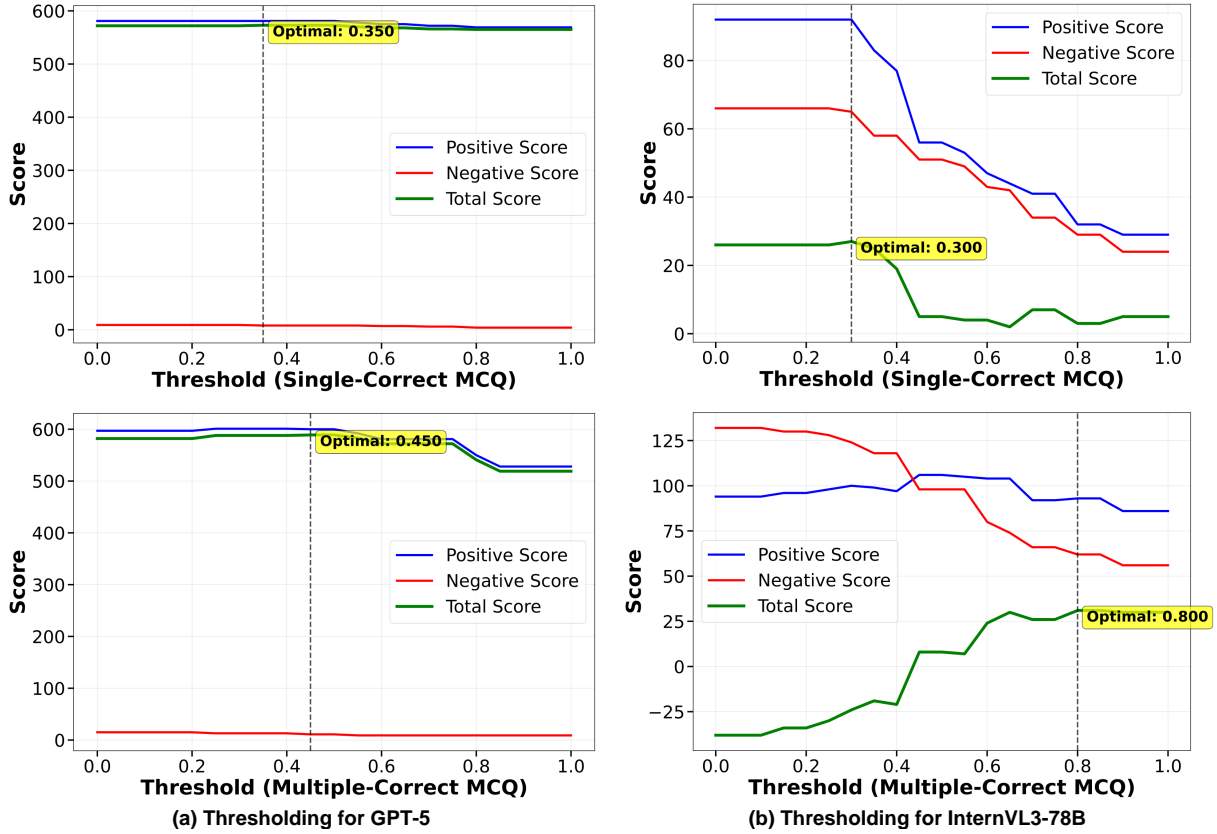 600
500
400
300
200
100
0
Score
Optimal: 0.350
Positive Score
Negative Score
Total Score
0.0 0.2 0.4 0.6 0.8 1.0
Threshold (Single-Correct MCQ)
80
60
40
20
0
Score
Positive Score
Negative Score
Total Score
Optimal: 0.300
0.0 0.2 0.4 0.6 0.8 1.0
Threshold (Single-Correct MCQ)
600
500
400
300
200
100
0
Score
Optimal: 0.450
Positive Score
Negative Score
Total Score
0.0 0.2 0.4 0.6 0.8 1.0
Threshold (Multiple-Correct MCQ)
(a) Thresholding for GPT-5
125
100
75
50
25
0
−25
Score
Positive Score
Negative Score
Total Score
Optimal: 0.800
0.0 0.2 0.4 0.6 0.8 1.0
Threshold (Multiple-Correct MCQ)
(b) Thresholding for InternVL3-78B